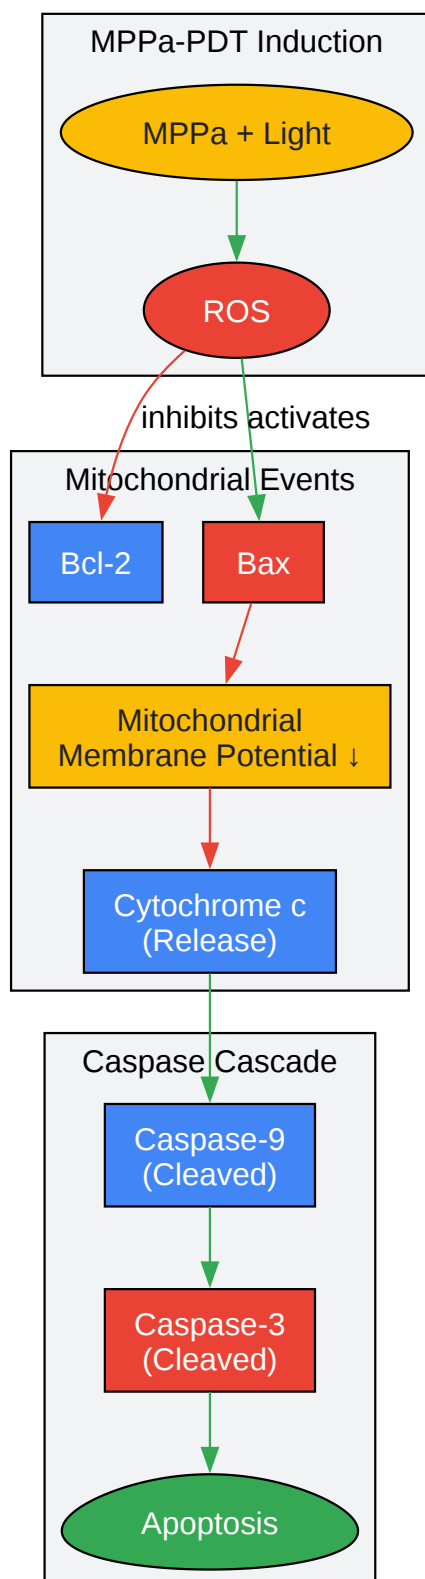 MPPa-PDT Induction
MPPa + Light
ROS
inhibits activates
Mitochondrial Events
Bcl-2
Bax
Mitochondrial
Membrane Potential ↓
Cytochrome c
(Release)
Caspase Cascade
Caspase-9
(Cleaved)
Caspase-3
(Cleaved)
Apoptosis